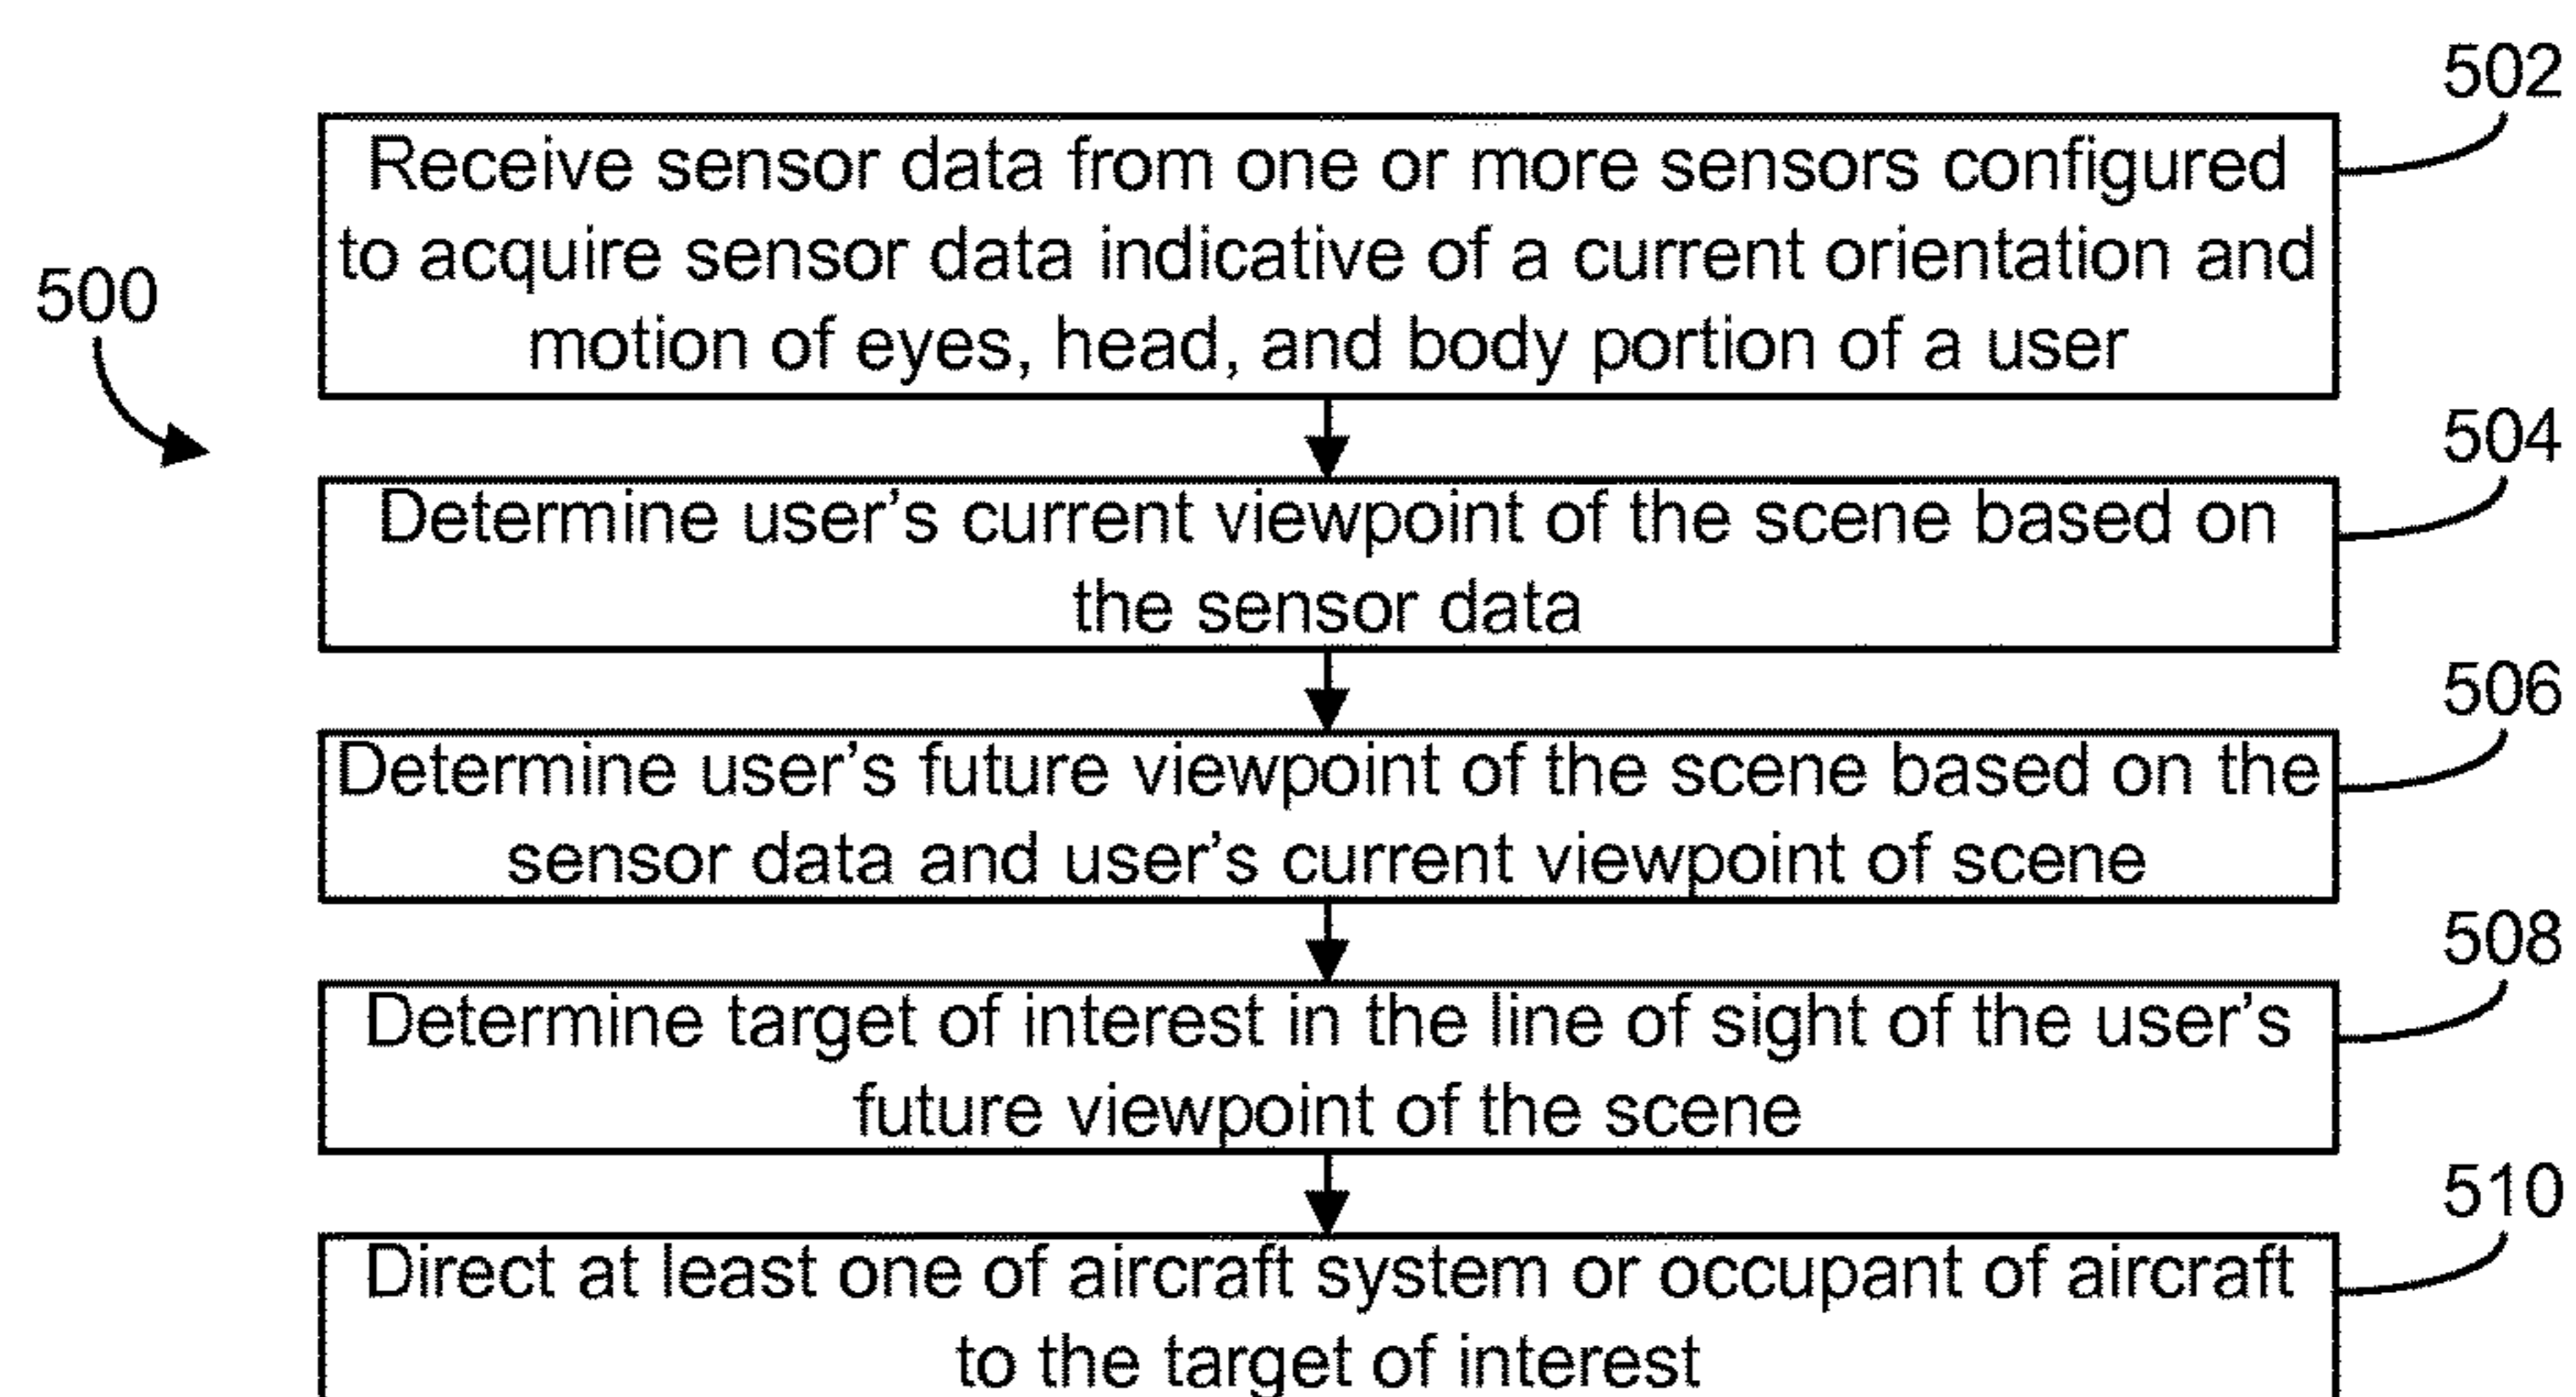 502
Receive sensor data from one or more sensors configured
to acquire sensor data indicative of a current orientation and
motion of eyes, head, and body portion of a user
500
504
Determine user's current viewpoint of the scene based on
the sensor data
506
Determine user's future viewpoint of the scene based on the
sensor data and user's current viewpoint of scene
508
Determine target of interest in the line of sight of the user's
future viewpoint of the scene
510
Direct at least one of aircraft system or occupant of aircraft
to the target of interest